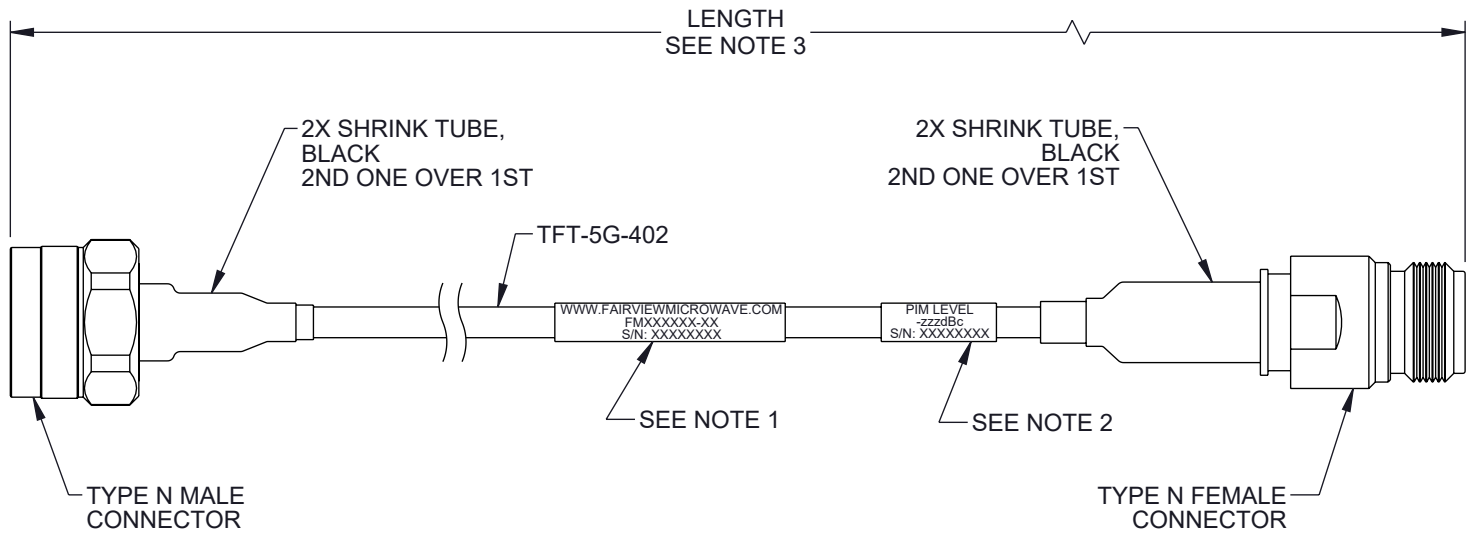 LENGTH
SEE NOTE 3
2X SHRINK TUBE,
BLACK
2ND ONE OVER 1ST
2X SHRINK TUBE,
BLACK
2ND ONE OVER 1ST
TFT-5G-402
WWW.FAIRVIEWMICROWAVE.COM
FMXXXXXX-XX
S/N: XXXXXXXX
PIM LEVEL
-zzzdBc
S/N: XXXXXXXX
SEE NOTE 1
SEE NOTE 2
TYPE N MALE
CONNECTOR
TYPE N FEMALE
CONNECTOR